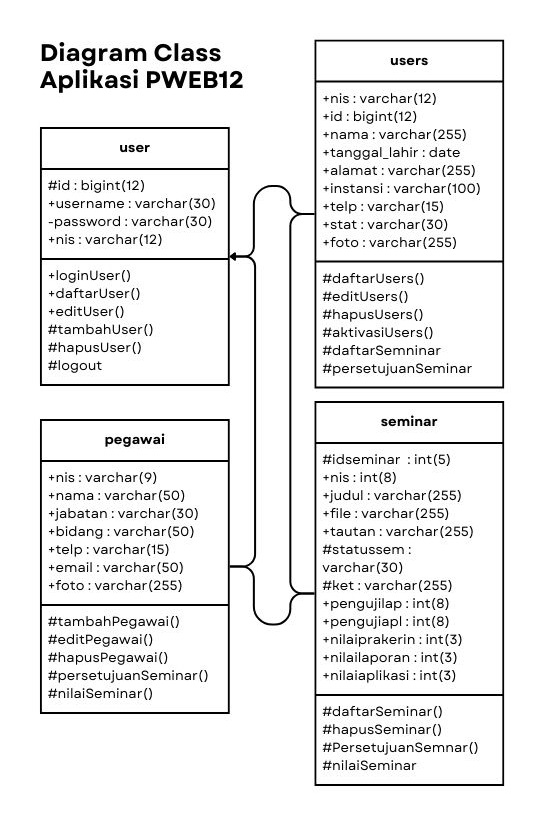 Diagram Class
Aplikasi PWEB12
user
#id : bigint(12)
+username : varchar(30)
-password : varchar(30)
+nis : varchar(12)
+loginUser()
+daftarUser()
+editUser()
#tambahUser()
#hapusUser()
#logout
users
+nis : varchar(12)
+id : bigint(12)
+nama : varchar(255)
+tanggal_lahir : date
+alamat : varchar(255)
+instansi : varchar(100)
+telp : varchar(15)
+stat : varchar(30)
+foto : varchar(255)
#daftarUsers()
#editUsers()
#hapusUsers()
#aktivasiUsers()
#daftarSemninar
#persetujuanSeminar
pegawai
+nis : varchar(9)
+nama : varchar(50)
+jabatan : varchar(30)
+bidang : varchar(50)
+telp : varchar(15)
+email : varchar(50)
+foto : varchar(255)
#tambahPegawai()
#editPegawai()
#hapusPegawai()
#persetujuanSeminar()
#nilaiSeminar()
seminar
#idseminar : int(5)
+nis : int(8)
+judul : varchar(255)
+file : varchar(255)
+tautan : varchar(255)
#statussem :
varchar(30)
#ket : varchar(255)
+pengujilap : int(8)
+pengujiapl : int(8)
+nilaiprakerin : int(3)
+nilailaporan : int(3)
+nilaiaplikasi : int(3)
#daftarSeminar()
#hapusSeminar()
#PersetujuanSemnar()
#nilaiSeminar